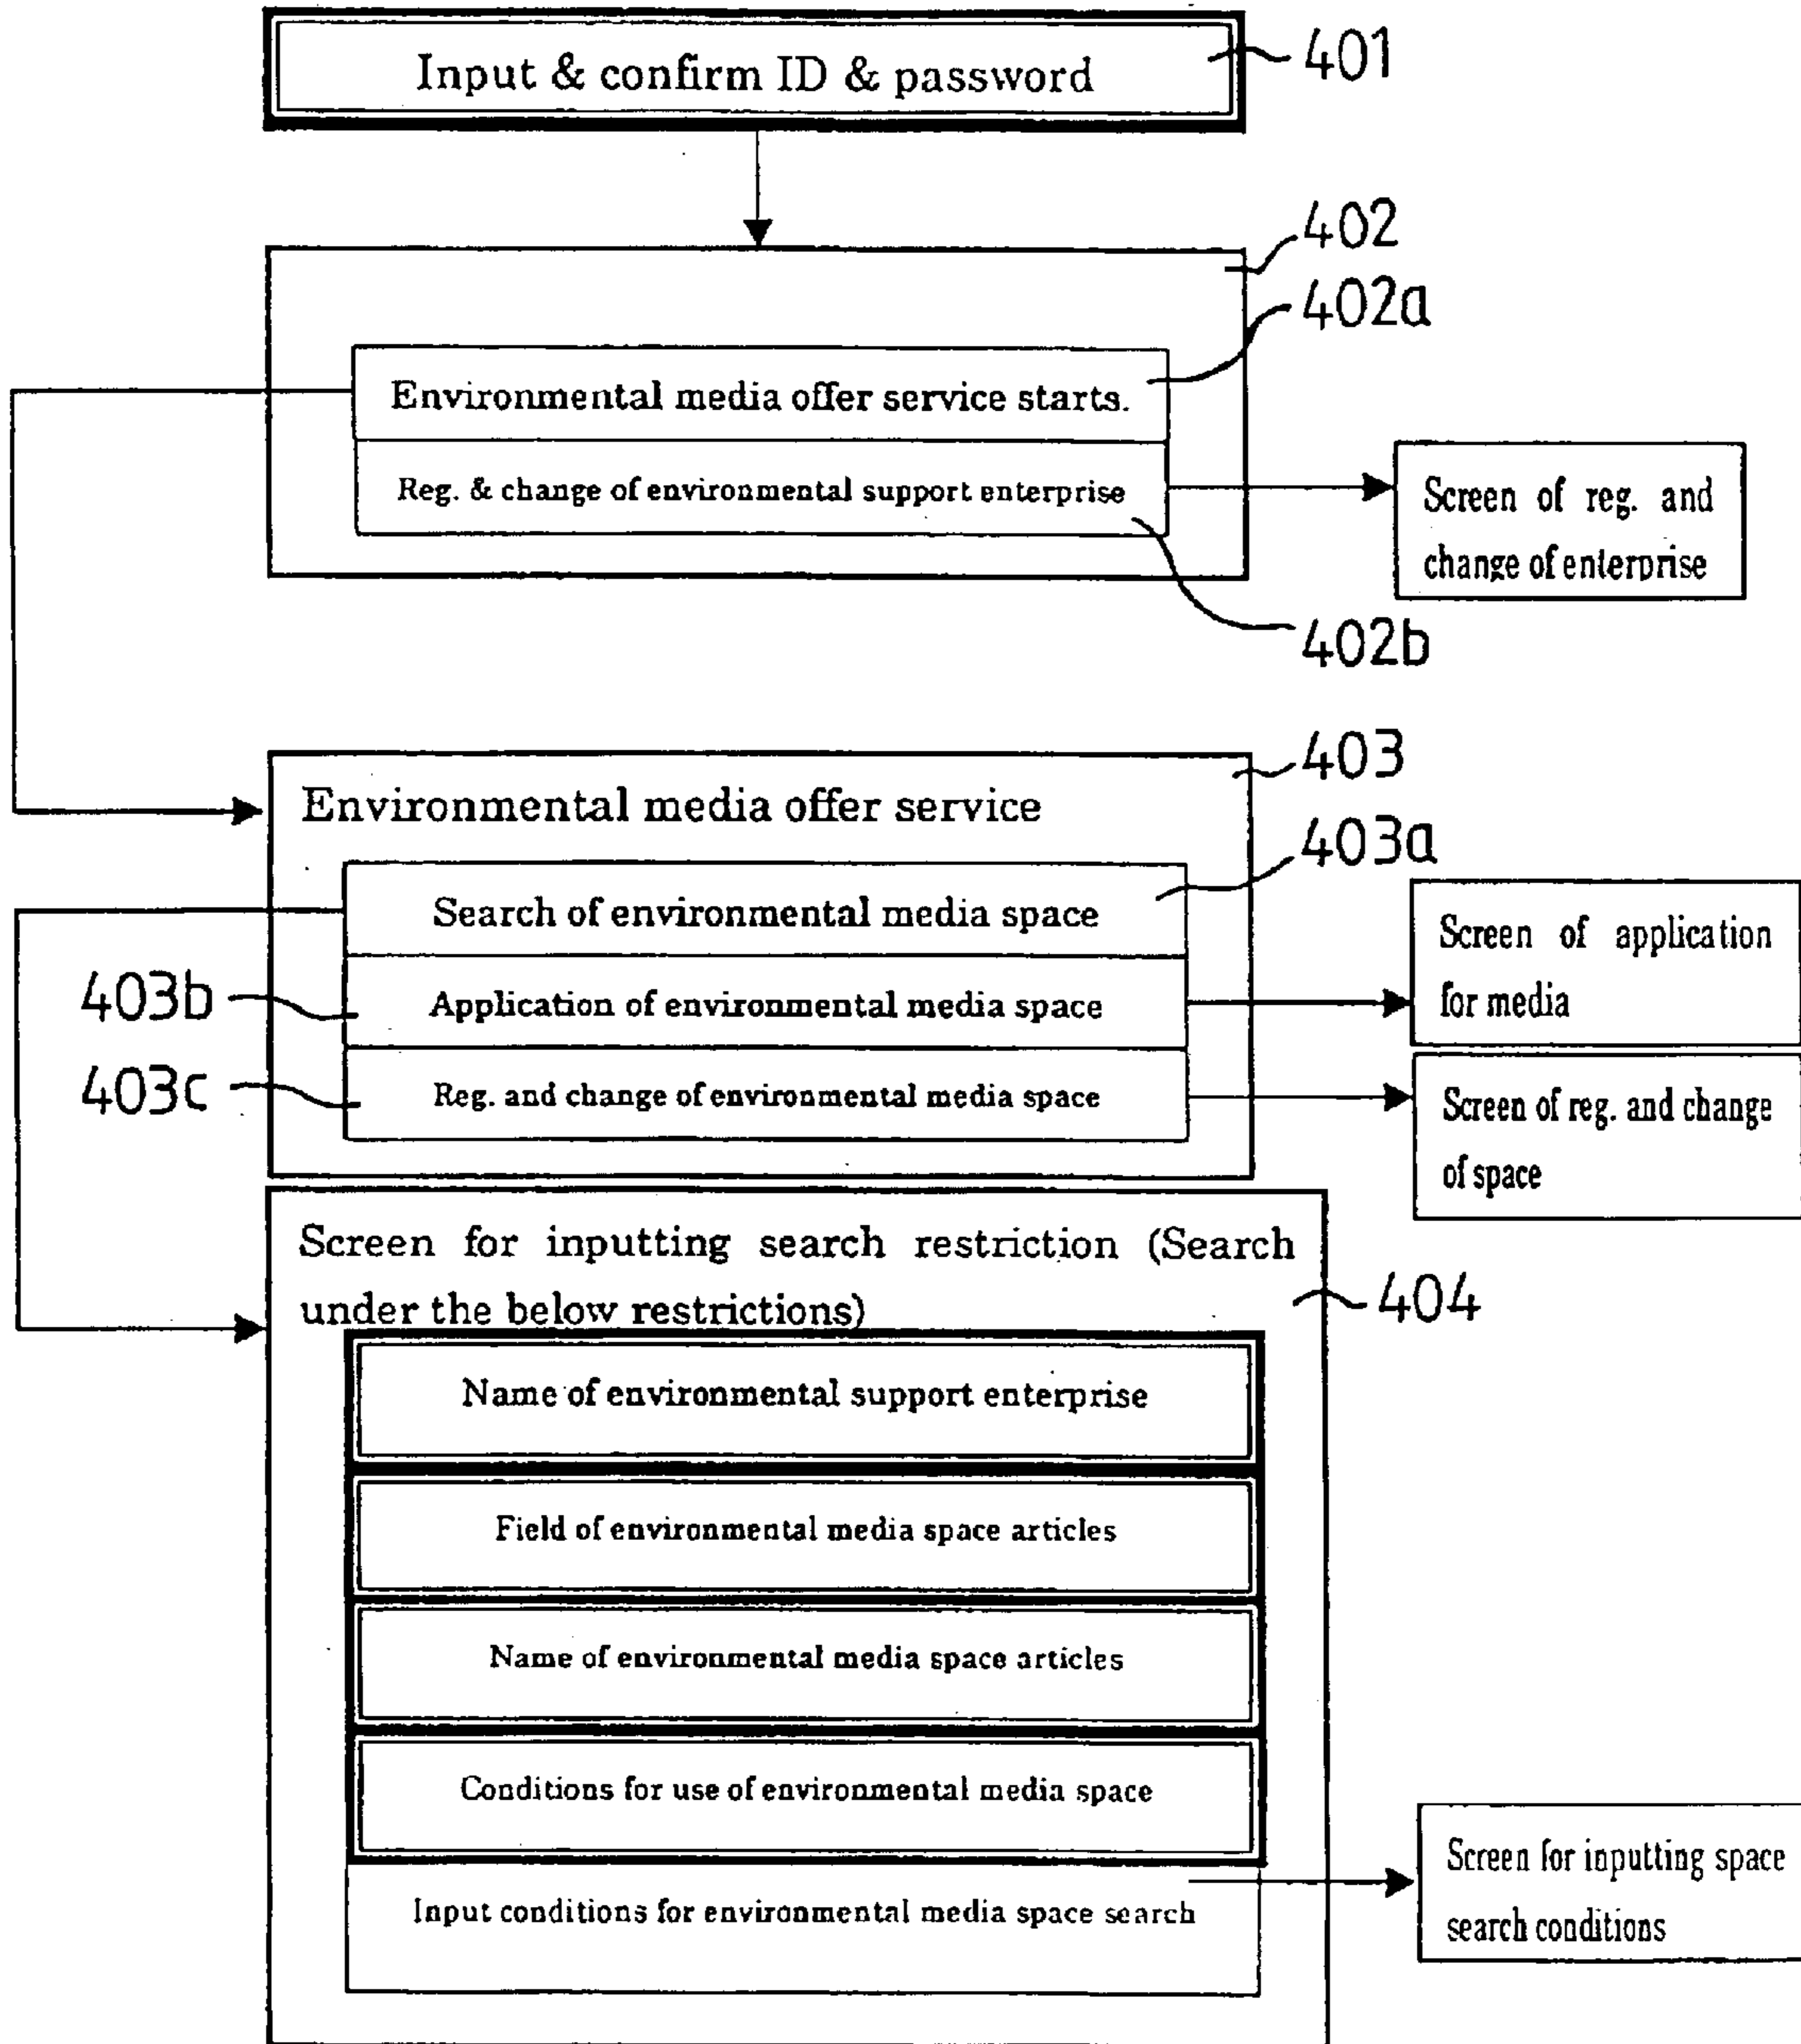 Input & confirm ID & password
401
402
402a
Environmental media offer service starts.
Reg. & change of environmental support enterprise
Screen of reg. and
change of enterprise
402b
403
Environmental media offer service
403a
Search of environmental media space
Screen of application
for media
403b
Application of environmental media space
403c
Reg. and change of environmental media space
Screen of reg. and change
of space
Screen for inputting search restriction (Search
under the below restrictions)
404
Name of environmental support enterprise
Field of environmental media space articles
Name of environmental media space articles
Conditions for use of environmental media space
Input conditions for environmental media space search
Screen for inputting space
search conditions